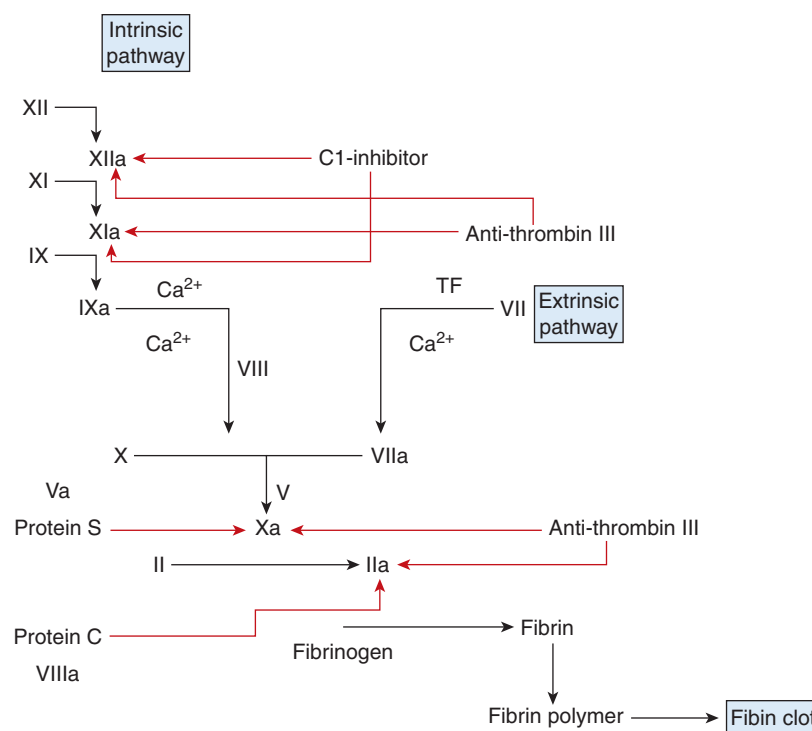 Intrinsic
pathway
XII
XIIa
C1-inhibitor
XI
XIa
Anti-thrombin III
IX
IXa
Ca²⁺
TF
VII
Extrinsic
pathway
Ca²⁺
Ca²⁺
VIII
X
VIIa
V
Va
Protein S
Xa
Anti-thrombin III
II
IIa
Protein C
Fibrinogen
Fibrin
VIIIa
Fibrin polymer
Fibin clot